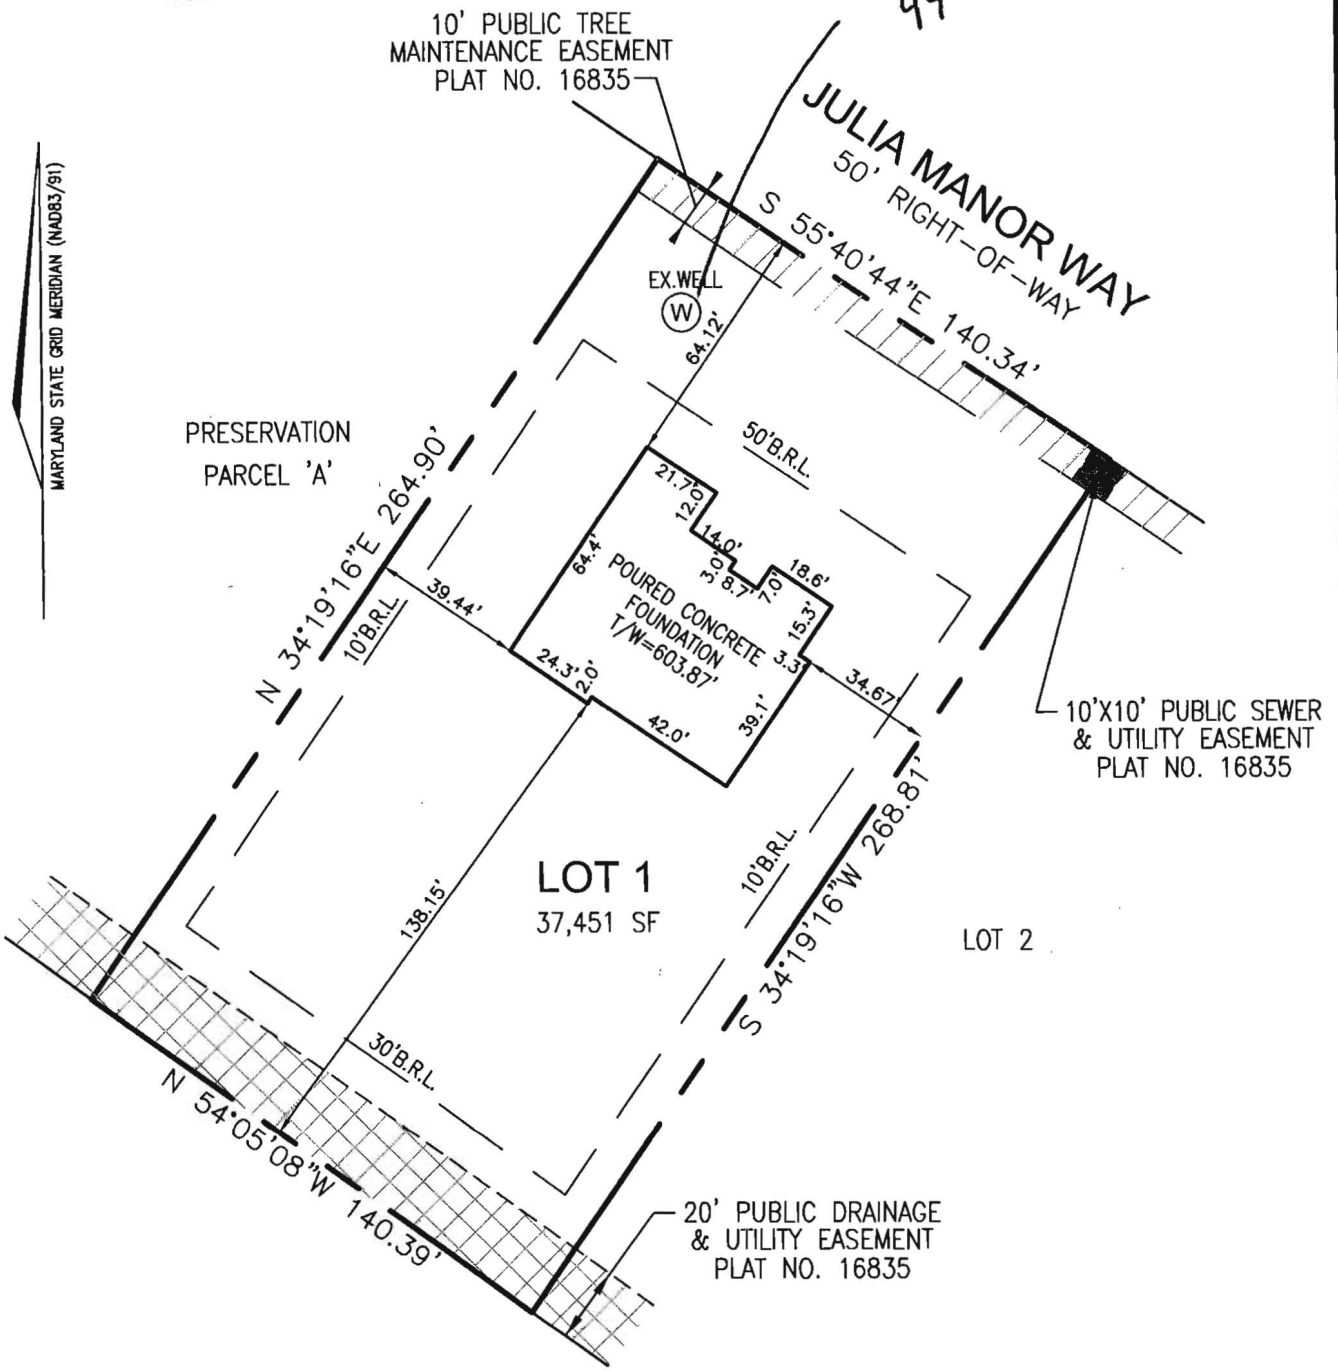 10' PUBLIC TREE
MAINTENANCE EASEMENT
PLAT NO. 16835
JULIA MANOR WAY
50' RIGHT-OF-WAY
S 55°40'44"E 140.34'
MARYLAND STATE GRID MERIDIAN (NAD83/91)
EX.WELL
W
64.12'
PRESERVATION
PARCEL 'A'
N 34°19'16"E 264.90'
10'B.R.L.
50'B.R.L.
21.7'
12.0'
14.0'
3.0'
8.7'
7.0'
18.6'
15.3'
3.3'
64.4'
39.44'
POURED CONCRETE
FOUNDATION
T/W=603.87'
34.67'
24.3'
2.0'
42.0'
39.1'
10'X10' PUBLIC SEWER
& UTILITY EASEMENT
PLAT NO. 16835
S 34°19'16"W 268.81'
10'B.R.L.
LOT 1
37,451 SF
138.15'
LOT 2
30'B.R.L.
N 54°05'08"W 140.39'
20' PUBLIC DRAINAGE
& UTILITY EASEMENT
PLAT NO. 16835